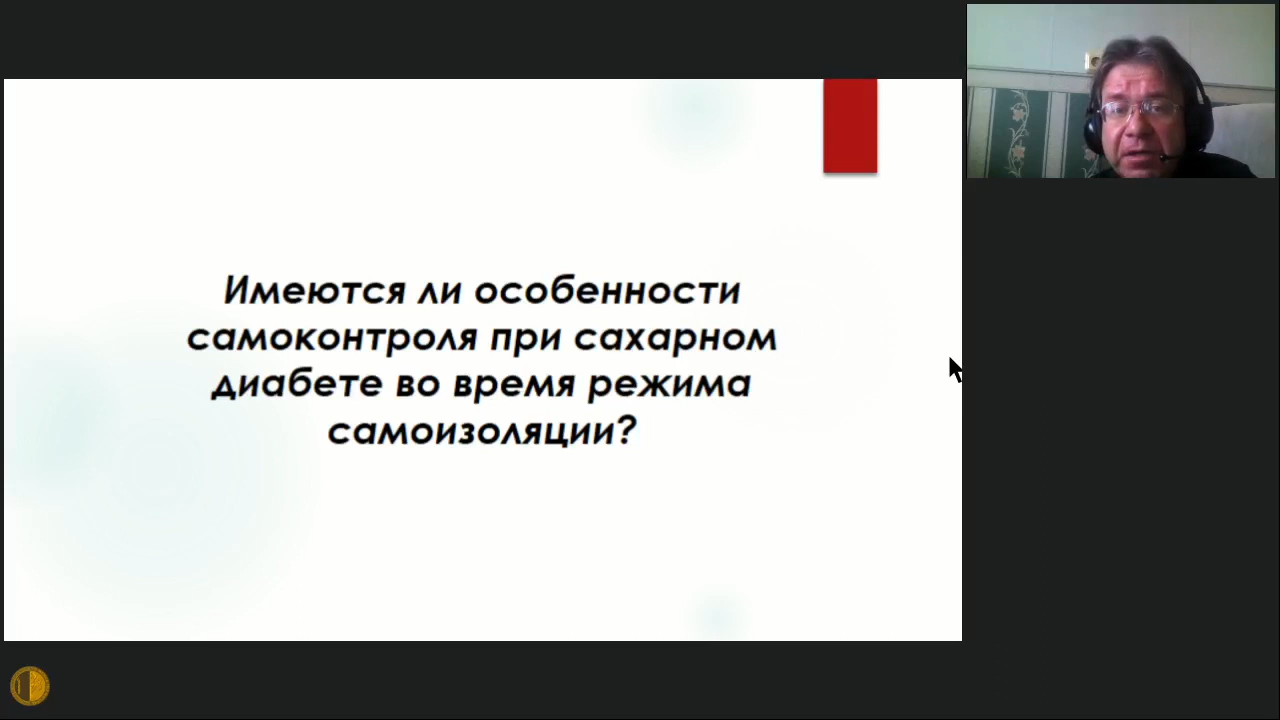 Имеются ли особенности
самоконтроля при сахарном
диабете во время режима
самоизоляции?